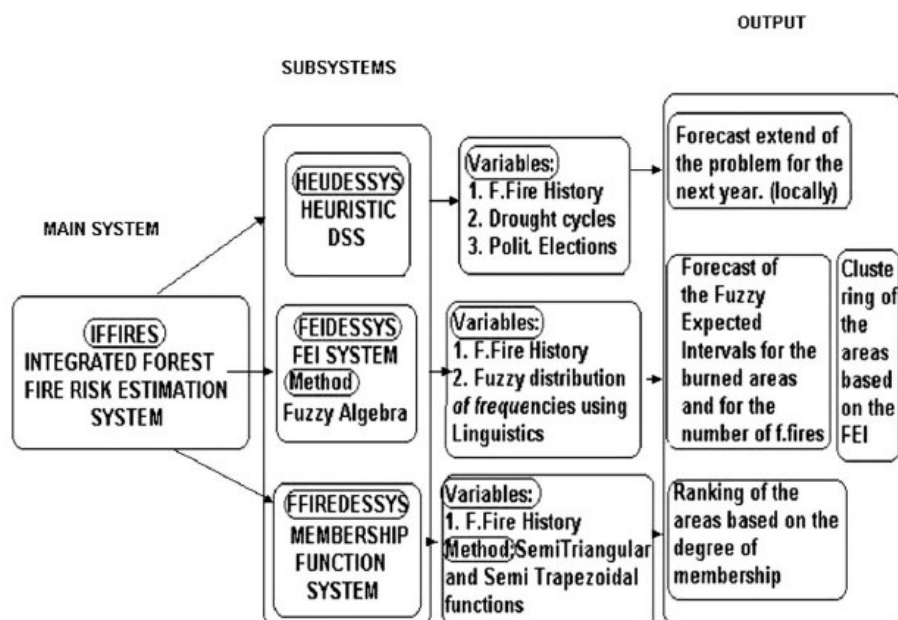 OUTPUT
SUBSYSTEMS
MAIN SYSTEM
IFFIRES
INTEGRATED FOREST
FIRE RISK ESTIMATION
SYSTEM
HEUDESSYS
HEURISTIC
DSS
FEIDESSYS
FEI SYSTEM
Method
Fuzzy Algebra
FFIREDESSYS
MEMBERSHIP
FUNCTION
SYSTEM
Variables:
1. F.Fire History
2. Drought cycles
3. Polit. Elections
Variables:
1. F.Fire History
2. Fuzzy distribution
of frequencies using
Linguistics
Variables:
1. F.Fire History
Method:SemiTriangular
and Semi Trapezoidal
functions
Forecast extend of
the problem for the
next year. (locally)
Forecast of
the Fuzzy
Expected
Intervals for the
burned areas
and for the
number of f.fires
Cluste
ring of
the
areas
based
on the
FEI
Ranking of the
areas based on the
degree of
membership